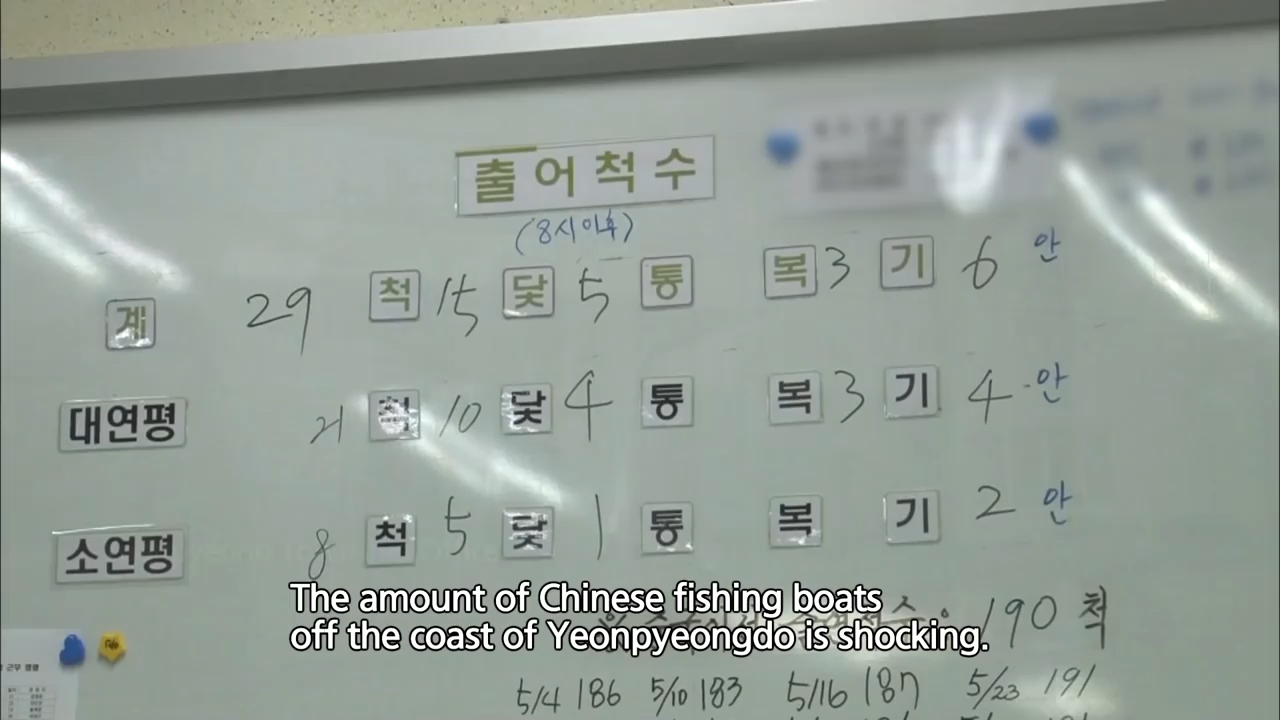 출어척수
(8시이후)
계 29 척 15 닻 5 통 복 3 기 6 안
대연평 21 척 10 닻 4 통 복 3 기 4 안
소연평 8 척 5 닻 1 통 복 기 2 안
The amount of Chinese fishing boats
off the coast of Yeonpyeongdo is shocking.
190 척
5/4 186 5/10 183 5/16 187 5/23 191